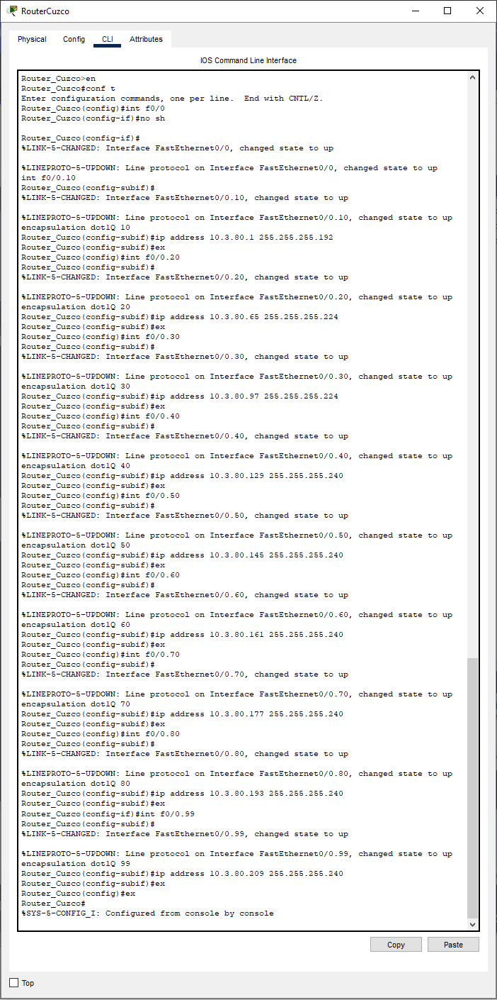 RouterCuzco
Physical Config CLI Attributes
IOS Command Line Interface
Router_Cuzco>en
Router_Cuzco#conf t
Enter configuration commands, one per line.  End with CNTL/Z.
Router_Cuzco(config)#int f0/0
Router_Cuzco(config-if)#no sh
Router_Cuzco(config-if)#
%LINK-5-CHANGED: Interface FastEthernet0/0, changed state to up
%LINEPROTO-5-UPDOWN: Line protocol on Interface FastEthernet0/0, changed state to up
int f0/0.10
Router_Cuzco(config-subif)#
%LINK-5-CHANGED: Interface FastEthernet0/0.10, changed state to up
%LINEPROTO-5-UPDOWN: Line protocol on Interface FastEthernet0/0.10, changed state to up
encapsulation dot1Q 10
Router_Cuzco(config-subif)#ip address 10.3.80.1 255.255.255.192
Router_Cuzco(config-subif)#ex
Router_Cuzco(config)#int f0/0.20
Router_Cuzco(config-subif)#
%LINK-5-CHANGED: Interface FastEthernet0/0.20, changed state to up
%LINEPROTO-5-UPDOWN: Line protocol on Interface FastEthernet0/0.20, changed state to up
encapsulation dot1Q 20
Router_Cuzco(config-subif)#ip address 10.3.80.65 255.255.255.224
Router_Cuzco(config-subif)#ex
Router_Cuzco(config)#int f0/0.30
Router_Cuzco(config-subif)#
%LINK-5-CHANGED: Interface FastEthernet0/0.30, changed state to up
%LINEPROTO-5-UPDOWN: Line protocol on Interface FastEthernet0/0.30, changed state to up
encapsulation dot1Q 30
Router_Cuzco(config-subif)#ip address 10.3.80.97 255.255.255.224
Router_Cuzco(config-subif)#ex
Router_Cuzco(config)#int f0/0.40
Router_Cuzco(config-subif)#
%LINK-5-CHANGED: Interface FastEthernet0/0.40, changed state to up
%LINEPROTO-5-UPDOWN: Line protocol on Interface FastEthernet0/0.40, changed state to up
encapsulation dot1Q 40
Router_Cuzco(config-subif)#ip address 10.3.80.129 255.255.255.240
Router_Cuzco(config-subif)#ex
Router_Cuzco(config)#int f0/0.50
Router_Cuzco(config-subif)#
%LINK-5-CHANGED: Interface FastEthernet0/0.50, changed state to up
%LINEPROTO-5-UPDOWN: Line protocol on Interface FastEthernet0/0.50, changed state to up
encapsulation dot1Q 50
Router_Cuzco(config-subif)#ip address 10.3.80.145 255.255.255.240
Router_Cuzco(config-subif)#ex
Router_Cuzco(config)#int f0/0.60
Router_Cuzco(config-subif)#
%LINK-5-CHANGED: Interface FastEthernet0/0.60, changed state to up
%LINEPROTO-5-UPDOWN: Line protocol on Interface FastEthernet0/0.60, changed state to up
encapsulation dot1Q 60
Router_Cuzco(config-subif)#ip address 10.3.80.161 255.255.255.240
Router_Cuzco(config-subif)#ex
Router_Cuzco(config)#int f0/0.70
Router_Cuzco(config-subif)#
%LINK-5-CHANGED: Interface FastEthernet0/0.70, changed state to up
%LINEPROTO-5-UPDOWN: Line protocol on Interface FastEthernet0/0.70, changed state to up
encapsulation dot1Q 70
Router_Cuzco(config-subif)#ip address 10.3.80.177 255.255.255.240
Router_Cuzco(config-subif)#ex
Router_Cuzco(config)#int f0/0.80
Router_Cuzco(config-subif)#
%LINK-5-CHANGED: Interface FastEthernet0/0.80, changed state to up
%LINEPROTO-5-UPDOWN: Line protocol on Interface FastEthernet0/0.80, changed state to up
encapsulation dot1Q 80
Router_Cuzco(config-subif)#ip address 10.3.80.193 255.255.255.240
Router_Cuzco(config-subif)#ex
Router_Cuzco(config-if)#int f0/0.99
Router_Cuzco(config-subif)#
%LINK-5-CHANGED: Interface FastEthernet0/0.99, changed state to up
%LINEPROTO-5-UPDOWN: Line protocol on Interface FastEthernet0/0.99, changed state to up
encapsulation dot1Q 99
Router_Cuzco(config-subif)#ip address 10.3.80.209 255.255.255.240
Router_Cuzco(config-subif)#ex
Router_Cuzco(config)#ex
Router_Cuzco#
%SYS-5-CONFIG_I: Configured from console by console
Copy Paste
Top